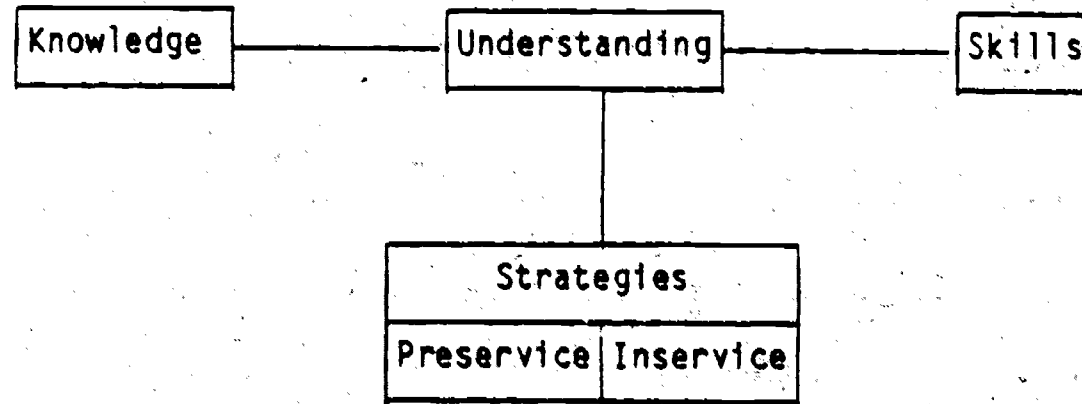 Knowledge Understanding Skills
Strategies
Preservice Inservice